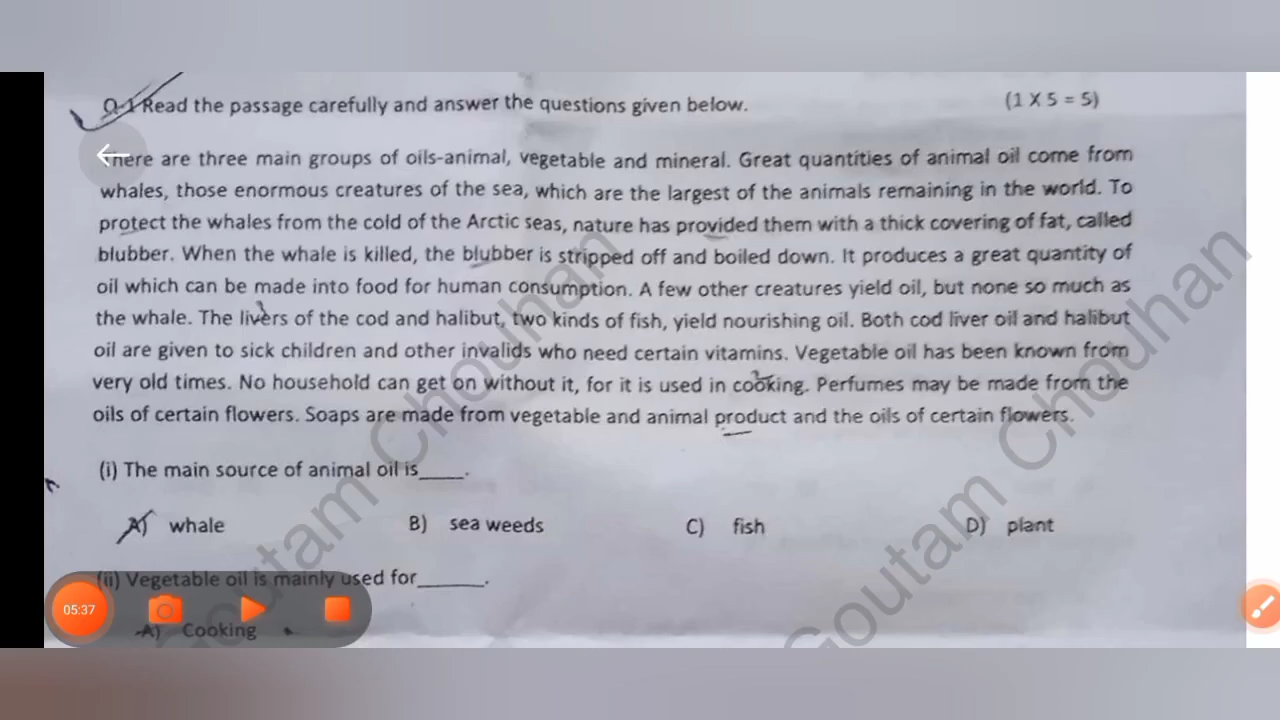 Q-1 Read the passage carefully and answer the questions given below. (1 X 5 = 5)
There are three main groups of oils-animal, vegetable and mineral. Great quantities of animal oil come from
whales, those enormous creatures of the sea, which are the largest of the animals remaining in the world. To
protect the whales from the cold of the Arctic seas, nature has provided them with a thick covering of fat, called
blubber. When the whale is killed, the blubber is stripped off and boiled down. It produces a great quantity of
oil which can be made into food for human consumption. A few other creatures yield oil, but none so much as
the whale. The livers of the cod and halibut, two kinds of fish, yield nourishing oil. Both cod liver oil and halibut
oil are given to sick children and other invalids who need certain vitamins. Vegetable oil has been known from
very old times. No household can get on without it, for it is used in cooking. Perfumes may be made from the
oils of certain flowers. Soaps are made from vegetable and animal product and the oils of certain flowers.
(i) The main source of animal oil is_____.
A) whale B) sea weeds C) fish D) plant
(ii) Vegetable oil is mainly used for_______.
05:37
A) Cooking
Goutam Chouhan
Goutam Chouhan